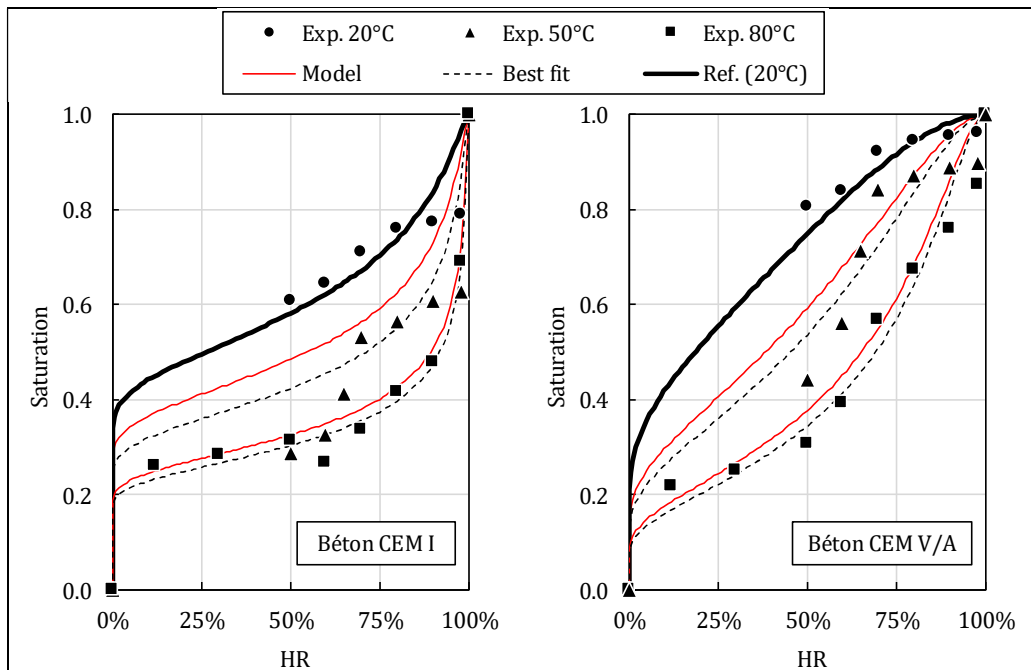 Exp. 20°C Exp. 50°C Exp. 80°C
Model Best fit Ref. (20°C)
1.0
0.8
0.6
0.4
0.2
0.0
Saturation
Béton CEM I
0% 25% 50% 75% 100%
HR
1.0
0.8
0.6
0.4
0.2
0.0
Saturation
Béton CEM V/A
0% 25% 50% 75% 100%
HR